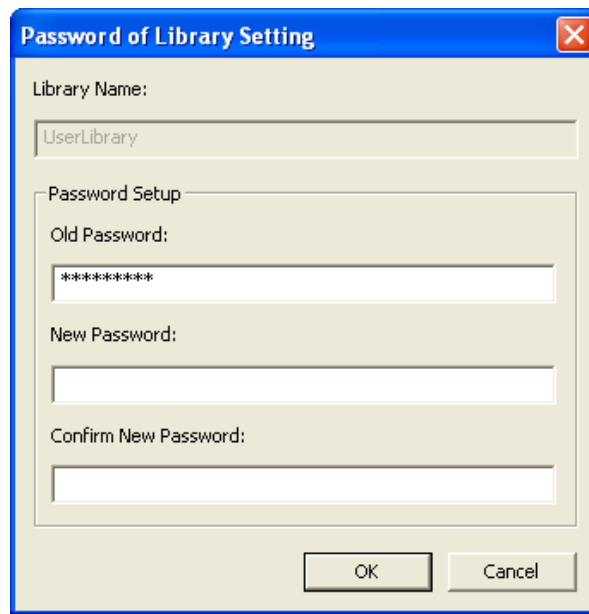 Password of Library Setting
Library Name:
UserLibrary
Password Setup
Old Password:
*********
New Password:
Confirm New Password:
OK
Cancel